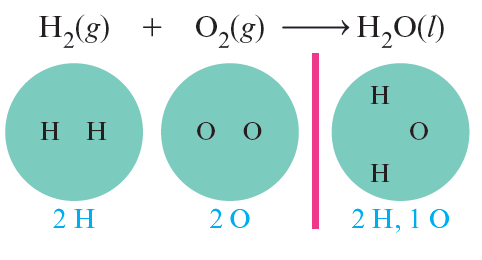 H₂(g) + O₂(g) ⟶ H₂O(l)
H H O O H O H
2 H 2 O 2 H, 1 O